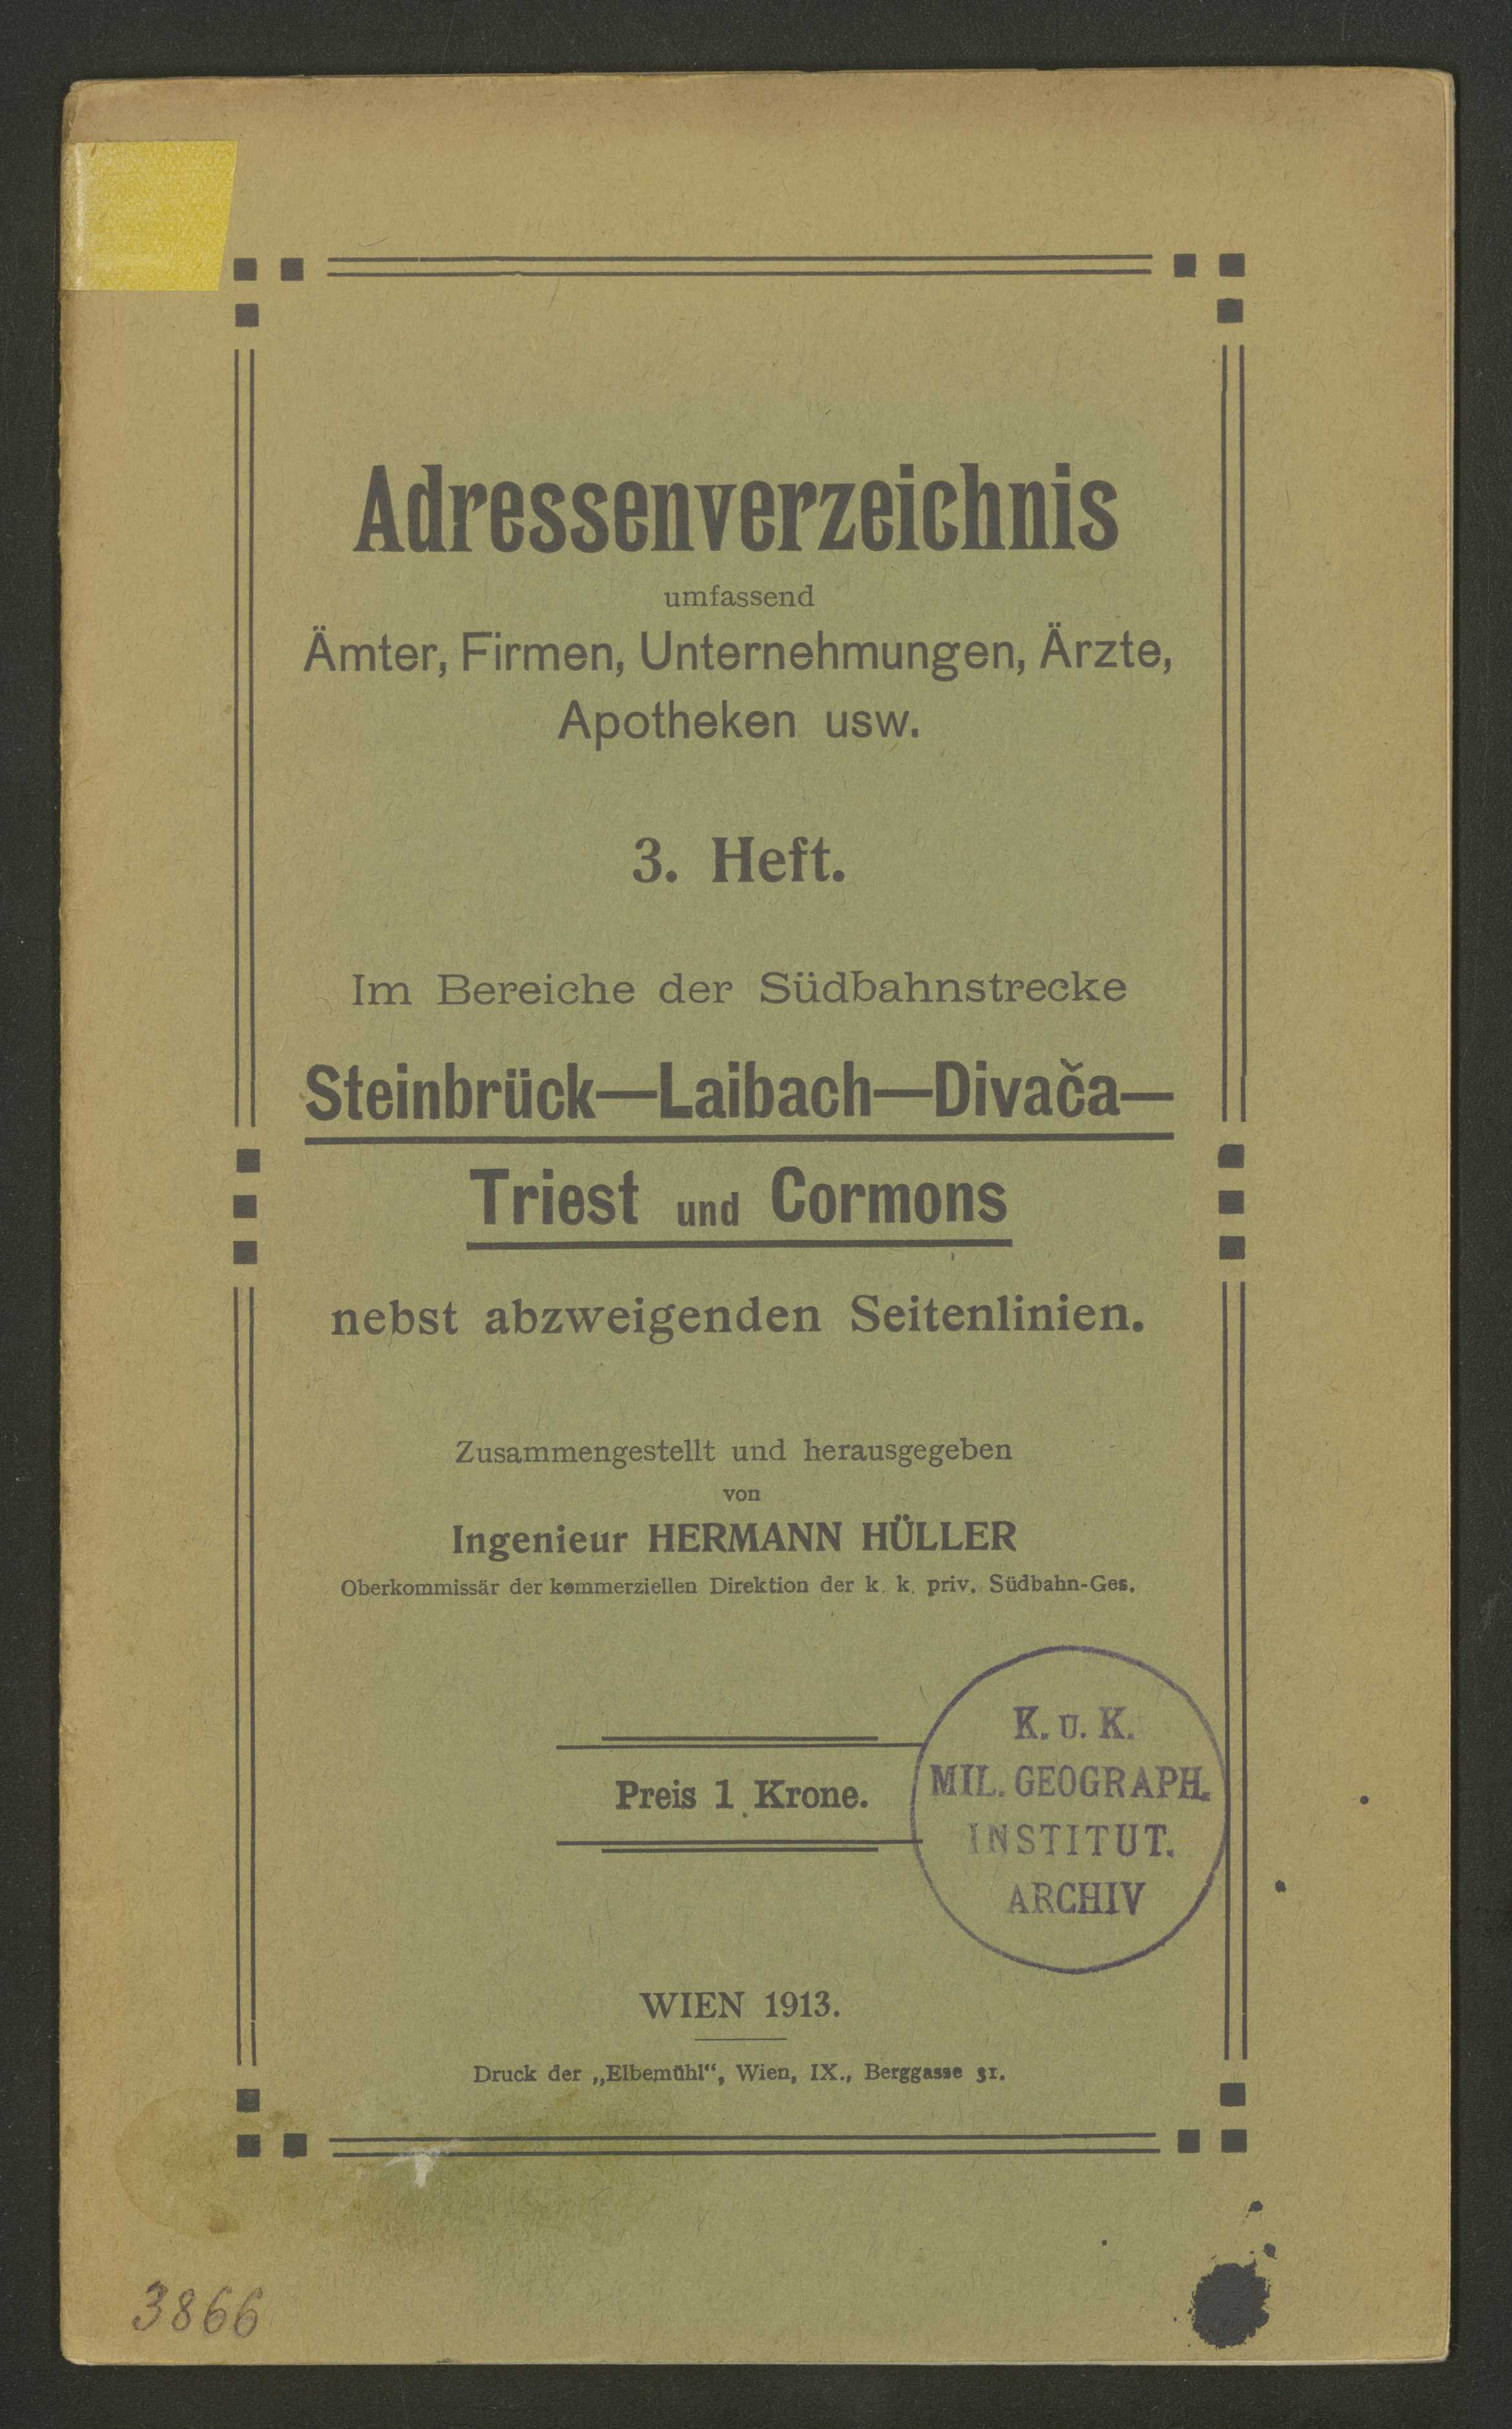 Adressenverzeichnis
umfassend
Ämter, Firmen, Unternehmungen, Ärzte,
Apotheken usw.
3. Heft.
Im Bereiche der Südbahnstrecke
Steinbrück—Laibach—Divača—
Triest und Cormons
nebst abzweigenden Seitenlinien.
Zusammengestellt und herausgegeben
von
Ingenieur HERMANN HÜLLER
Oberkommissär der kommerziellen Direktion der k. k. priv. Südbahn-Ges.
Preis 1 Krone.
K. U. K.
MIL. GEOGRAPH.
INSTITUT.
ARCHIV
WIEN 1913.
Druck der „Elbemühl“, Wien, IX., Berggasse 31.
3866